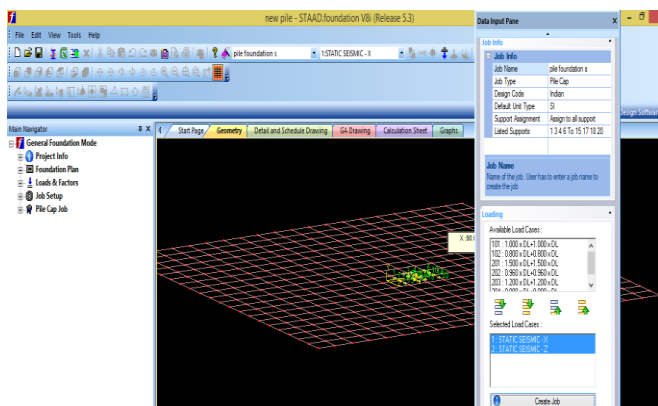 new pile - STAAD.foundation V8i (Release 5.3)
File Edit View Tools Help
pile foundation s
1:STATIC SEISMIC - X
Main Navigator
General Foundation Mode
Project Info
Foundation Plan
Loads & Factors
Job Setup
Pile Cap Job
Start Page
Geometry
Detail and Schedule Drawing
GA Drawing
Calculation Sheet
Graphs
Data Input Pane
Job Info
Job Info
Job Name pile foundation s
Job Type Pile Cap
Design Code Indian
Default Unit Type SI
Support Assignment Assign to all support
Listed Supports 1 3 4 6 To 15 17 18 20
Job Name
Name of the job. User has to enter a job name to
create the job
Loading
Available Load Cases :
101 : 1.000 x DL+1.000 x DL
102 : 0.800 x DL+0.800 x DL
201 : 1.500 x DL+1.500 x DL
202 : 0.960 x DL+0.960 x DL
203 : 1.200 x DL+1.200 x DL
Selected Load Cases :
1 : STATIC SEISMIC -X
2 : STATIC SEISMIC -Z
Create Job
Design Software